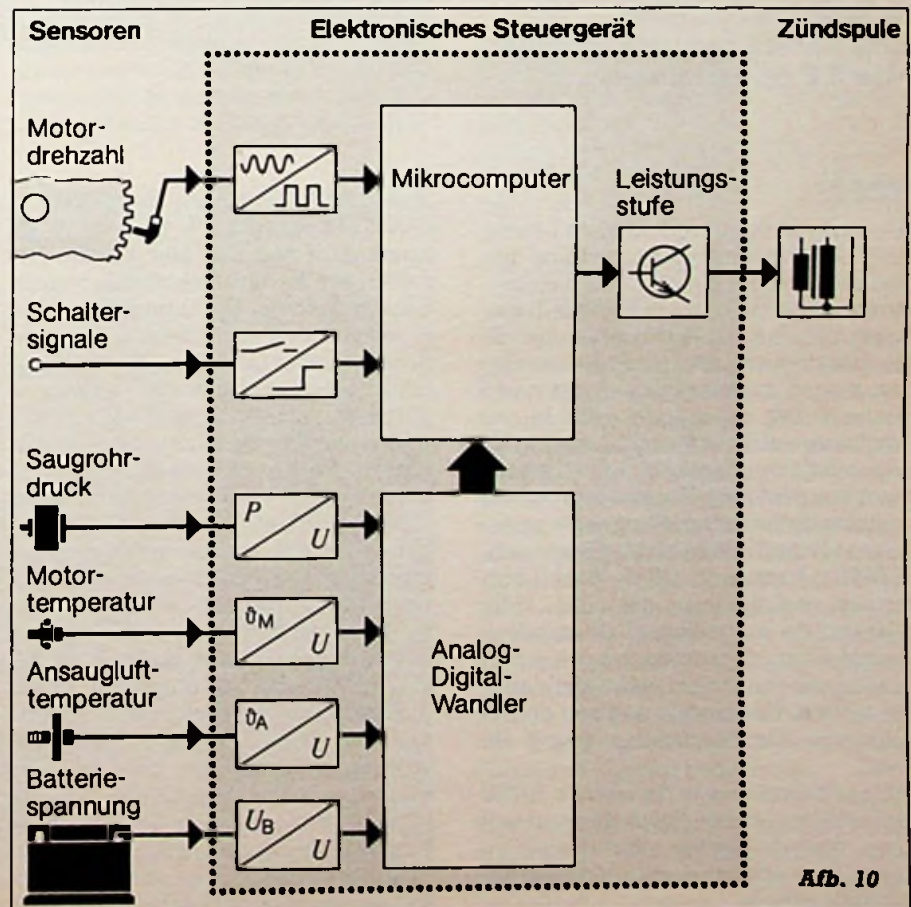 Sensoren
Elektronisches Steuergerät
Zündspule
Motor-
drehzahl
Mikrocomputer
Leistungs-
stufe
Schalter-
signale
Saugrohr-
druck
P
U
Motor-
temperatur
ϑM
U
Ansaugluft-
temperatur
ϑA
U
Analog-
Digital-
Wandler
Batterie-
spannung
UB
U
Afb. 10